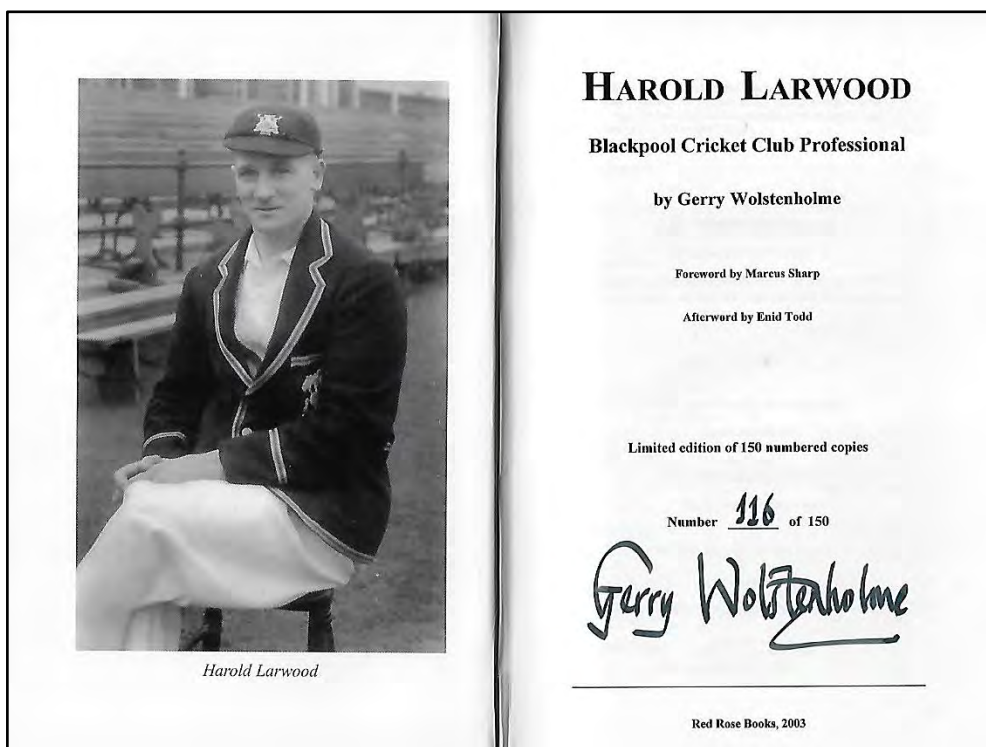 Harold Larwood
HAROLD LARWOOD
Blackpool Cricket Club Professional
by Gerry Wolstenholme
Foreword by Marcus Sharp
Afterword by Enid Todd
Limited edition of 150 numbered copies
Number 116 of 150
Gerry Wolstenholme
Red Rose Books, 2003